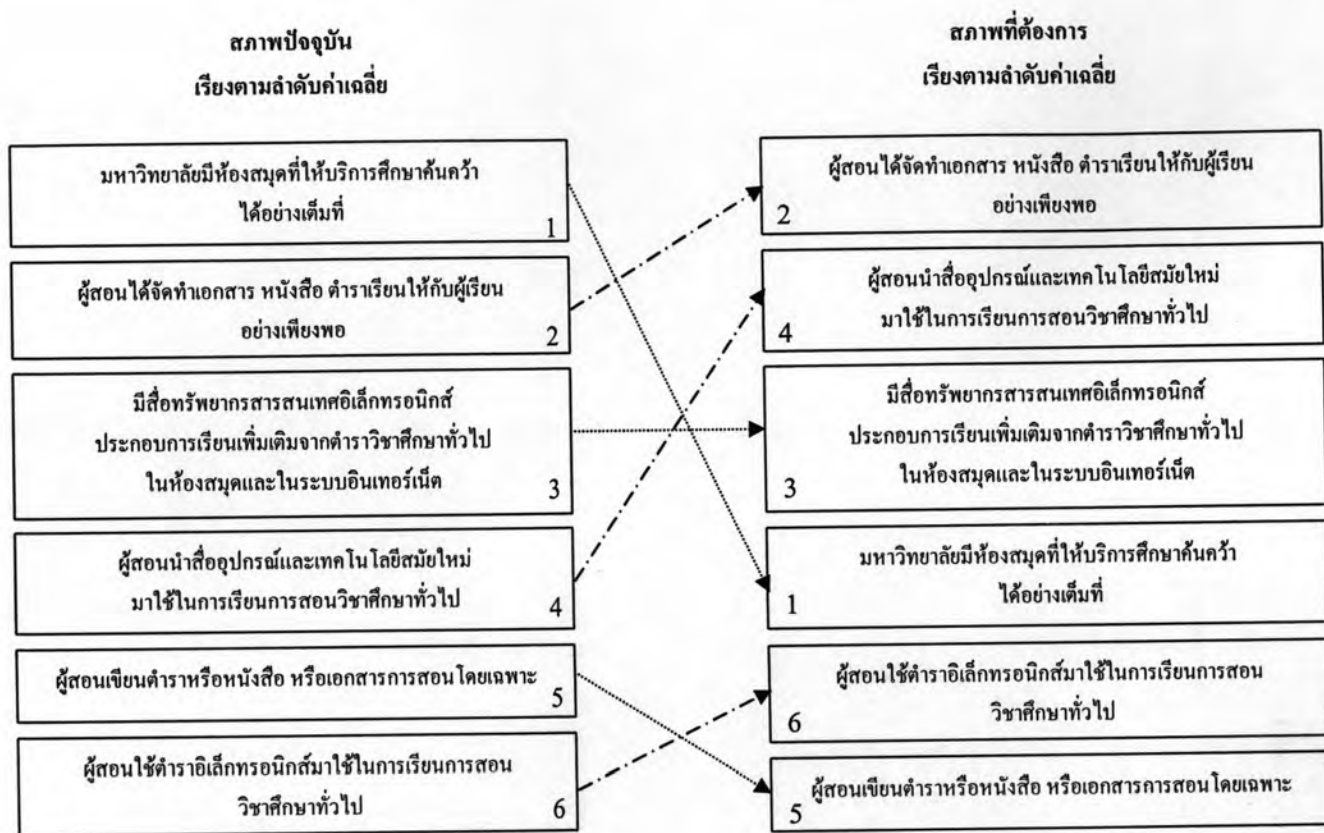 สภาพปัจจุบัน
เรียงตามลำดับค่าเฉลี่ย
มหาวิทยาลัยมีห้องสมุดที่ให้บริการศึกษาค้นคว้า
ได้อย่างเต็มที่
1
ผู้สอนได้จัดทำเอกสาร หนังสือ ตำราเรียนให้กับผู้เรียน
อย่างเพียงพอ
2
มีสื่อทรัพยากรสารสนเทศอิเล็กทรอนิกส์
ประกอบการเรียนเพิ่มเติมจากตำราวิชาศึกษาทั่วไป
ในห้องสมุดและในระบบอินเทอร์เน็ต
3
ผู้สอนนำสื่ออุปกรณ์และเทคโนโลยีสมัยใหม่
มาใช้ในการเรียนการสอนวิชาศึกษาทั่วไป
4
ผู้สอนเขียนตำราหรือหนังสือ หรือเอกสารการสอนโดยเฉพาะ
5
ผู้สอนใช้ตำราอิเล็กทรอนิกส์มาใช้ในการเรียนการสอน
วิชาศึกษาทั่วไป
6
สภาพที่ต้องการ
เรียงตามลำดับค่าเฉลี่ย
ผู้สอนได้จัดทำเอกสาร หนังสือ ตำราเรียนให้กับผู้เรียน
อย่างเพียงพอ
2
ผู้สอนนำสื่ออุปกรณ์และเทคโนโลยีสมัยใหม่
มาใช้ในการเรียนการสอนวิชาศึกษาทั่วไป
4
มีสื่อทรัพยากรสารสนเทศอิเล็กทรอนิกส์
ประกอบการเรียนเพิ่มเติมจากตำราวิชาศึกษาทั่วไป
ในห้องสมุดและในระบบอินเทอร์เน็ต
3
มหาวิทยาลัยมีห้องสมุดที่ให้บริการศึกษาค้นคว้า
ได้อย่างเต็มที่
1
ผู้สอนใช้ตำราอิเล็กทรอนิกส์มาใช้ในการเรียนการสอน
วิชาศึกษาทั่วไป
6
ผู้สอนเขียนตำราหรือหนังสือ หรือเอกสารการสอนโดยเฉพาะ
5